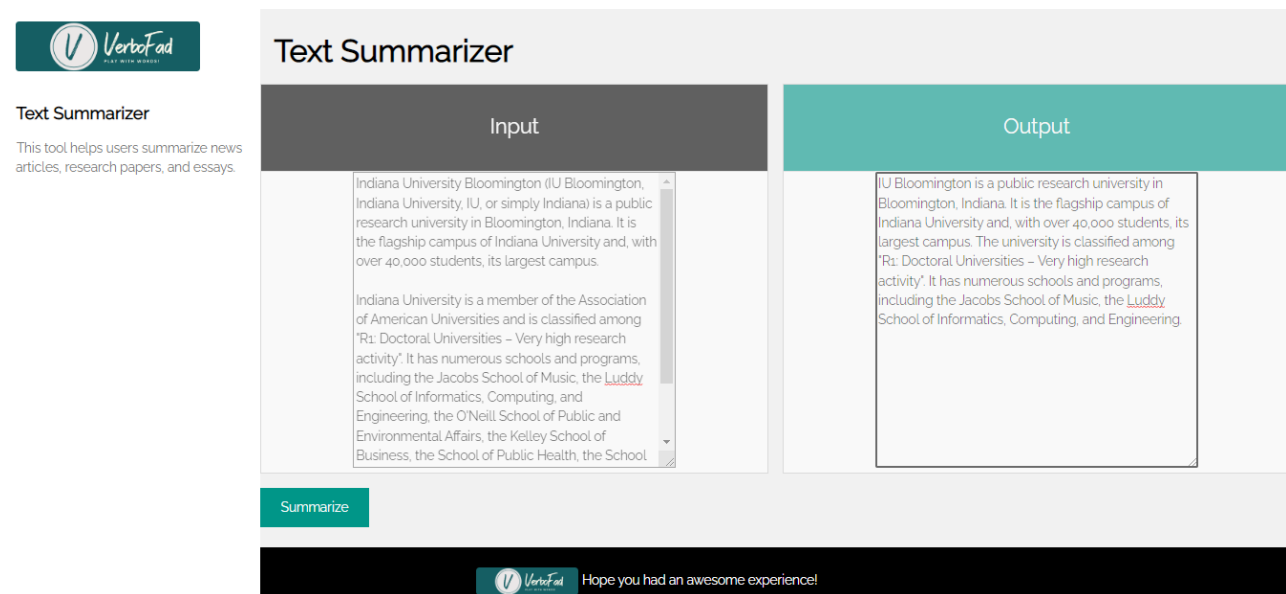 VerboFad
PLAY WITH WORDS!
Text Summarizer
This tool helps users summarize news
articles, research papers, and essays.
Text Summarizer
Input
Indiana University Bloomington (IU Bloomington,
Indiana University, IU, or simply Indiana) is a public
research university in Bloomington, Indiana. It is
the flagship campus of Indiana University and, with
over 40,000 students, its largest campus.
Indiana University is a member of the Association
of American Universities and is classified among
"R1: Doctoral Universities – Very high research
activity". It has numerous schools and programs,
including the Jacobs School of Music, the Luddy
School of Informatics, Computing, and
Engineering, the O'Neill School of Public and
Environmental Affairs, the Kelley School of
Business, the School of Public Health, the School
Output
IU Bloomington is a public research university in
Bloomington, Indiana. It is the flagship campus of
Indiana University and, with over 40,000 students, its
largest campus. The university is classified among
"R1: Doctoral Universities – Very high research
activity". It has numerous schools and programs,
including the Jacobs School of Music, the Luddy
School of Informatics, Computing, and Engineering.
Summarize
VerboFad
Hope you had an awesome experience!